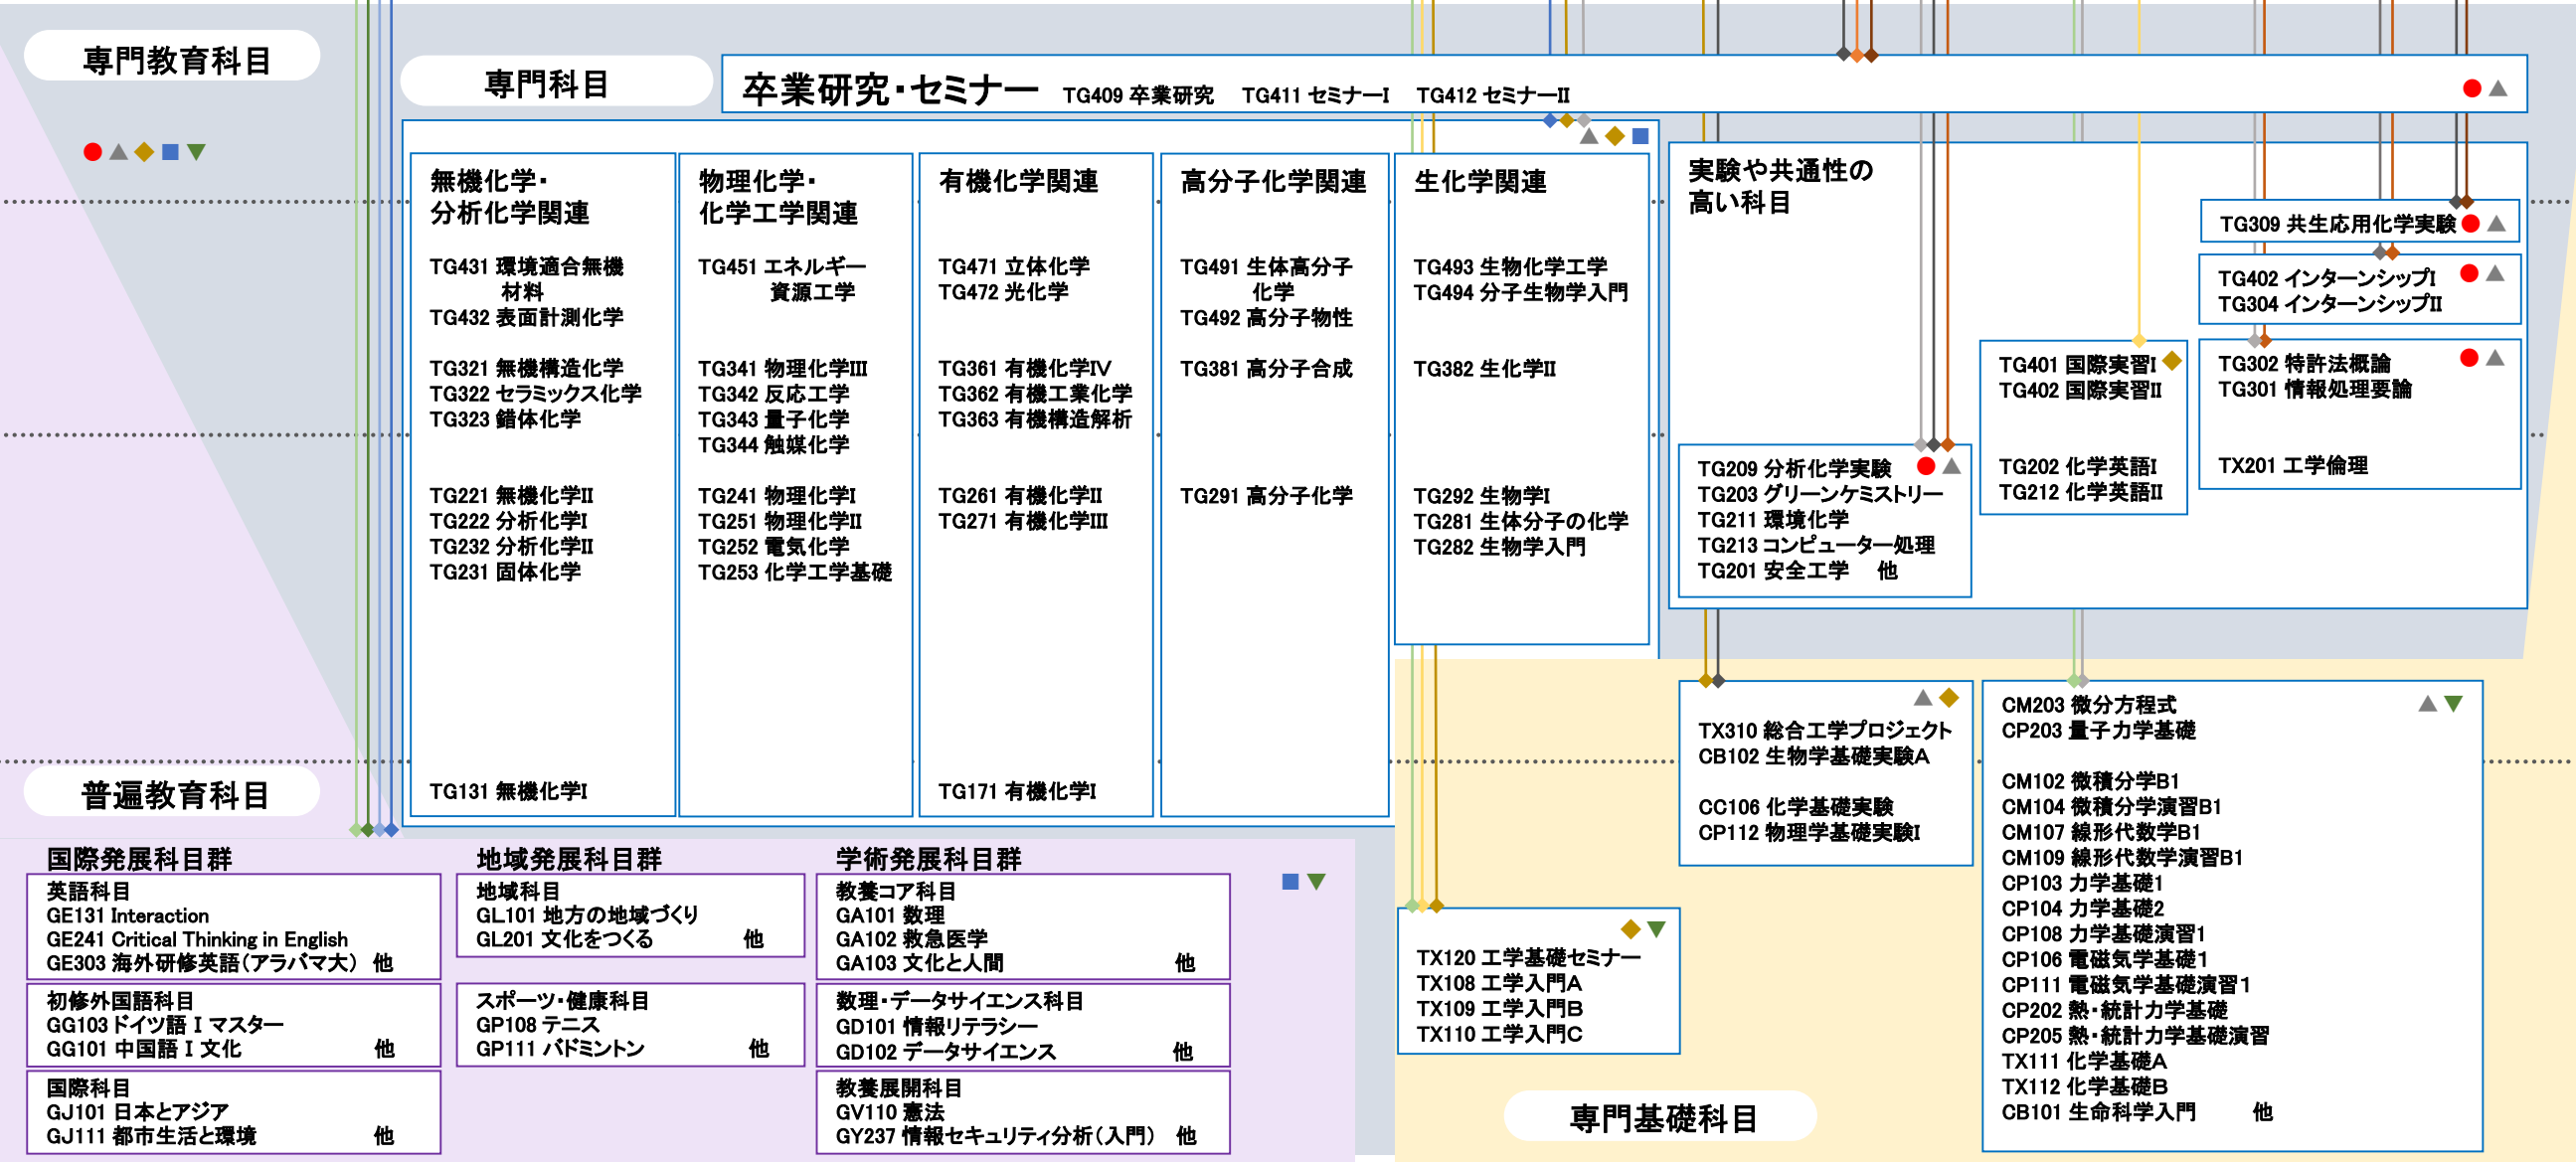 専門教育科目
専門科目
卒業研究・セミナー TG409 卒業研究 TG411 セミナーI TG412 セミナーII
無機化学・
分析化学関連
TG431 環境適合無機
材料
TG432 表面計測化学
TG321 無機構造化学
TG322 セラミックス化学
TG323 錯体化学
TG221 無機化学II
TG222 分析化学I
TG232 分析化学II
TG231 固体化学
TG131 無機化学I
物理化学・
化学工学関連
TG451 エネルギー
資源工学
TG341 物理化学III
TG342 反応工学
TG343 量子化学
TG344 触媒化学
TG241 物理化学I
TG251 物理化学II
TG252 電気化学
TG253 化学工学基礎
有機化学関連
TG471 立体化学
TG472 光化学
TG361 有機化学IV
TG362 有機工業化学
TG363 有機構造解析
TG261 有機化学II
TG271 有機化学III
TG171 有機化学I
高分子化学関連
TG491 生体高分子
化学
TG492 高分子物性
TG381 高分子合成
TG291 高分子化学
生化学関連
TG493 生物化学工学
TG494 分子生物学入門
TG382 生化学II
TG292 生物学I
TG281 生体分子の化学
TG282 生物学入門
実験や共通性の
高い科目
TG309 共生応用化学実験
TG402 インターンシップI
TG304 インターンシップII
TG302 特許法概論
TG301 情報処理要論
TX201 工学倫理
TG401 国際実習I
TG402 国際実習II
TG202 化学英語I
TG212 化学英語II
TG209 分析化学実験
TG203 グリーンケミストリー
TG211 環境化学
TG213 コンピューター処理
TG201 安全工学 他
普遍教育科目
国際発展科目群
英語科目
GE131 Interaction
GE241 Critical Thinking in English
GE303 海外研修英語（アラバマ大） 他
初修外国語科目
GG103 ドイツ語 I マスター
GG101 中国語 I 文化 他
国際科目
GJ101 日本とアジア
GJ111 都市生活と環境 他
地域発展科目群
地域科目
GL101 地方の地域づくり
GL201 文化をつくる 他
スポーツ・健康科目
GP108 テニス
GP111 バドミントン 他
学術発展科目群
教養コア科目
GA101 数理
GA102 救急医学
GA103 文化と人間 他
数理・データサイエンス科目
GD101 情報リテラシー
GD102 データサイエンス 他
教養展開科目
GV110 憲法
GY237 情報セキュリティ分析（入門） 他
TX120 工学基礎セミナー
TX108 工学入門A
TX109 工学入門B
TX110 工学入門C
TX310 総合工学プロジェクト
CB102 生物学基礎実験A
CC106 化学基礎実験
CP112 物理学基礎実験I
CM203 微分方程式
CP203 量子力学基礎
CM102 微積分学B1
CM104 微積分学演習B1
CM107 線形代数学B1
CM109 線形代数学演習B1
CP103 力学基礎1
CP104 力学基礎2
CP108 力学基礎演習1
CP106 電磁気学基礎1
CP111 電磁気学基礎演習1
CP202 熱・統計力学基礎
CP205 熱・統計力学基礎演習
TX111 化学基礎A
TX112 化学基礎B
CB101 生命科学入門 他
専門基礎科目